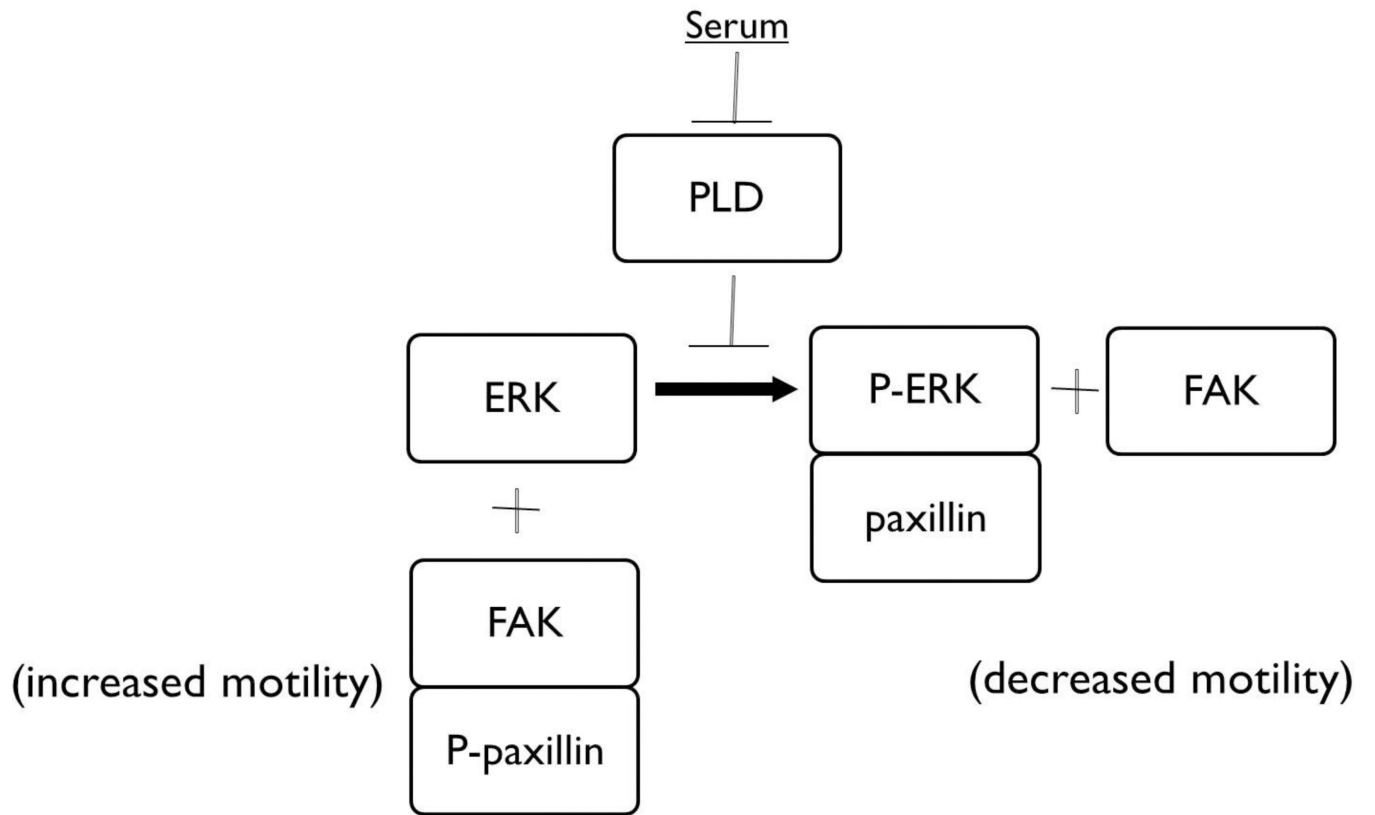 Serum
PLD
ERK
P-ERK
FAK
paxillin
FAK
(increased motility)
(decreased motility)
P-paxillin